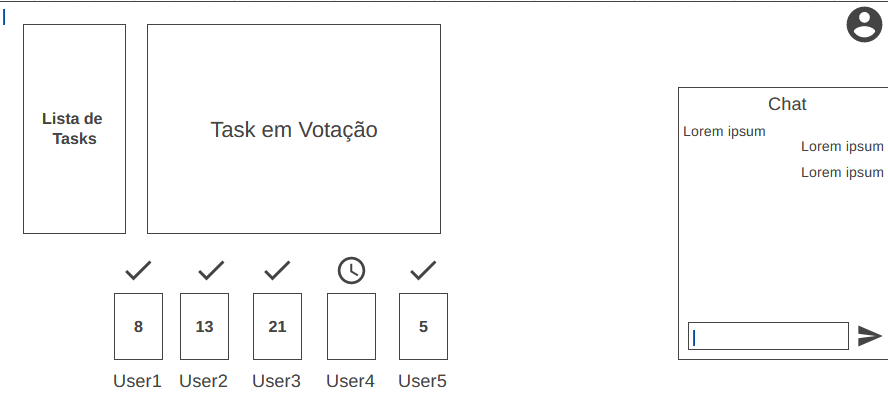 Lista de
Tasks
Task em Votação
Chat
Lorem ipsum
Lorem ipsum
Lorem ipsum
8 13 21 5
User1 User2 User3 User4 User5